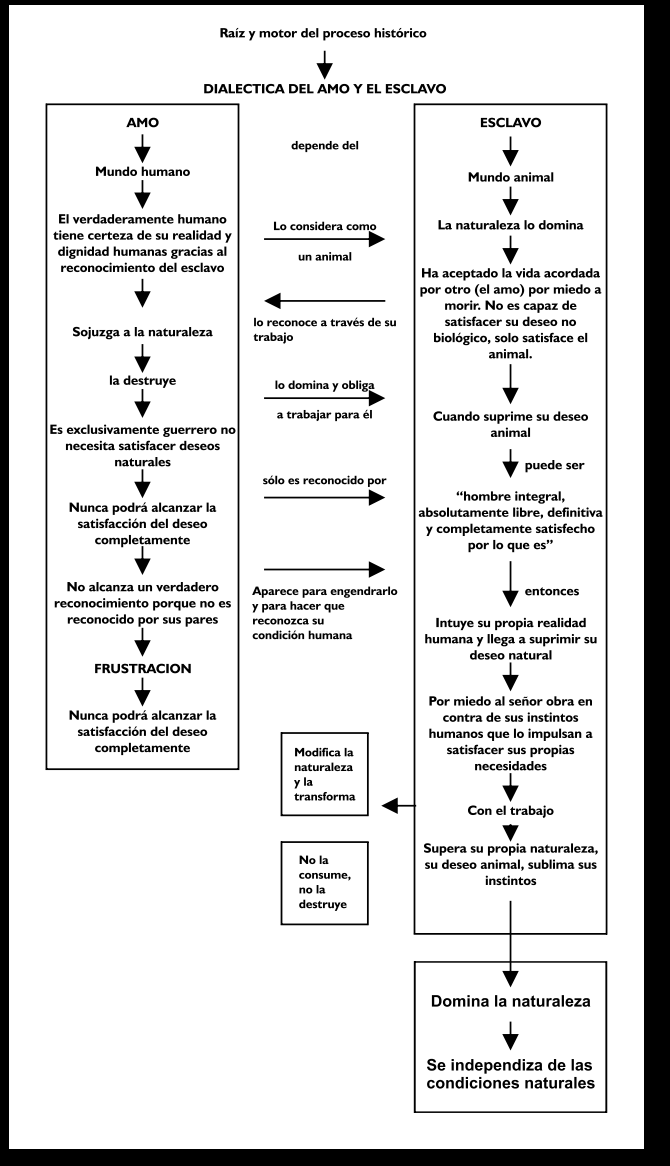 Raíz y motor del proceso histórico
DIALECTICA DEL AMO Y EL ESCLAVO
AMO
Mundo humano
El verdaderamente humano
tiene certeza de su realidad y
dignidad humanas gracias al
reconocimiento del esclavo
Sojuzga a la naturaleza
la destruye
Es exclusivamente guerrero no
necesita satisfacer deseos
naturales
Nunca podrá alcanzar la
satisfacción del deseo
completamente
No alcanza un verdadero
reconocimiento porque no es
reconocido por sus pares
FRUSTRACION
Nunca podrá alcanzar la
satisfacción del deseo
completamente
depende del
Lo considera como
un animal
lo reconoce a través de su
trabajo
lo domina y obliga
a trabajar para él
sólo es reconocido por
Aparece para engendrarlo
y para hacer que
reconozca su
condición humana
ESCLAVO
Mundo animal
La naturaleza lo domina
Ha aceptado la vida acordada
por otro (el amo) por miedo a
morir. No es capaz de
satisfacer su deseo no
biológico, solo satisface el
animal.
Cuando suprime su deseo
animal
puede ser
“hombre integral,
absolutamente libre, definitiva
y completamente satisfecho
por lo que es”
entonces
Intuye su propia realidad
humana y llega a suprimir su
deseo natural
Por miedo al señor obra en
contra de sus instintos
humanos que lo impulsan a
satisfacer sus propias
necesidades
Con el trabajo
Supera su propia naturaleza,
su deseo animal, sublima sus
instintos
Modifica la
naturaleza
y la
transforma
No la
consume,
no la
destruye
Domina la naturaleza
Se independiza de las
condiciones naturales